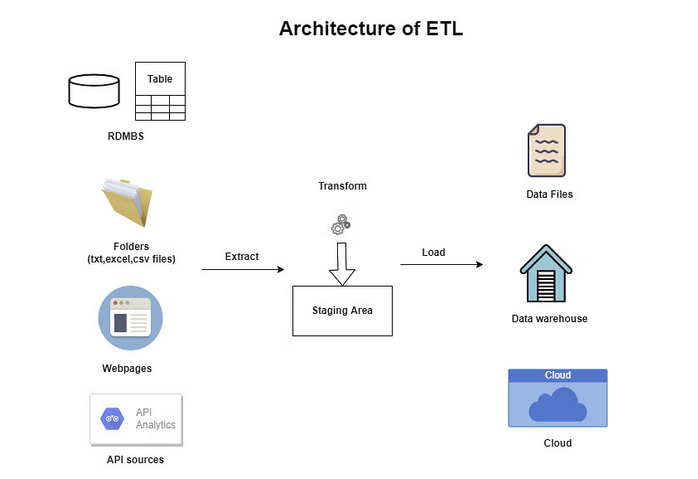 Architecture of ETL
Table
RDMBS
Folders
(txt,excel,csv files)
Webpages
API
Analytics
API sources
Extract
Transform
Staging Area
Load
Data Files
Data warehouse
Cloud
Cloud